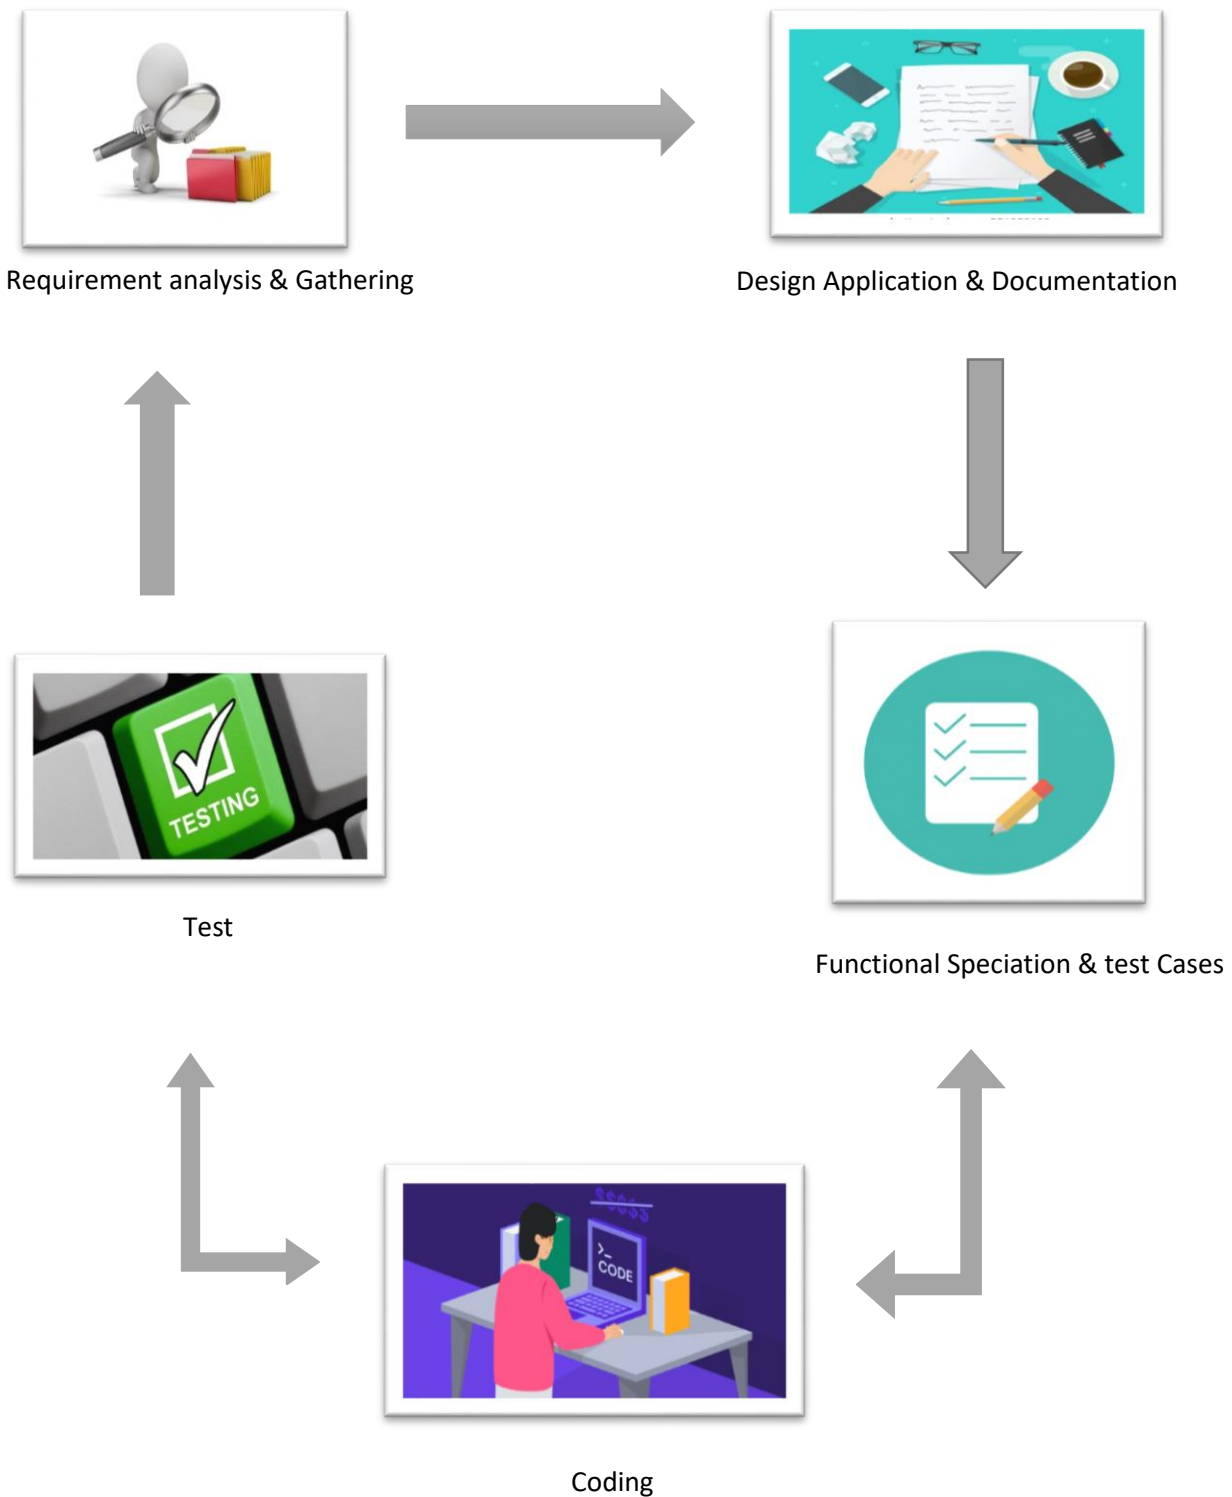 Requirement analysis & Gathering
Design Application & Documentation
TESTING
Test
Functional Speciation & test Cases
>_
CODE
Coding